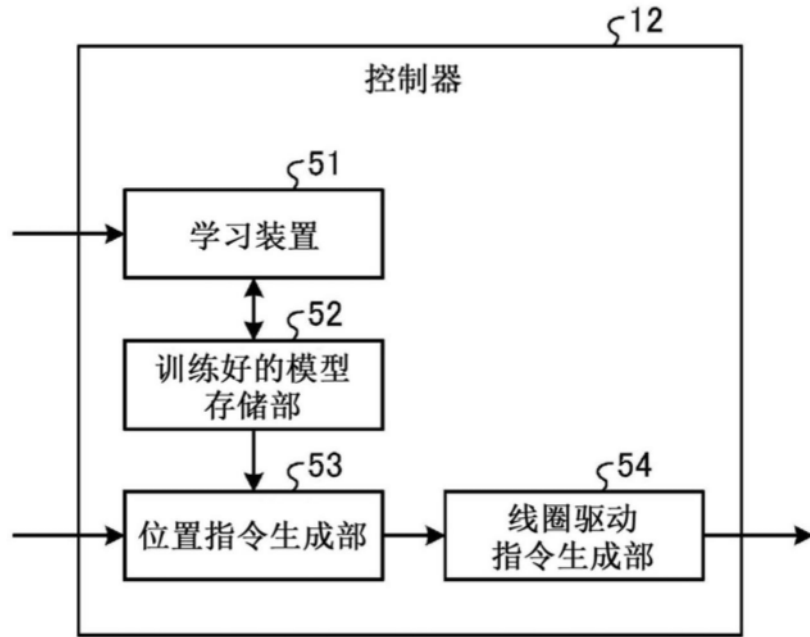 12
控制器
51
学习装置
52
训练好的模型
存储部
53
位置指令生成部
54
线圈驱动
指令生成部